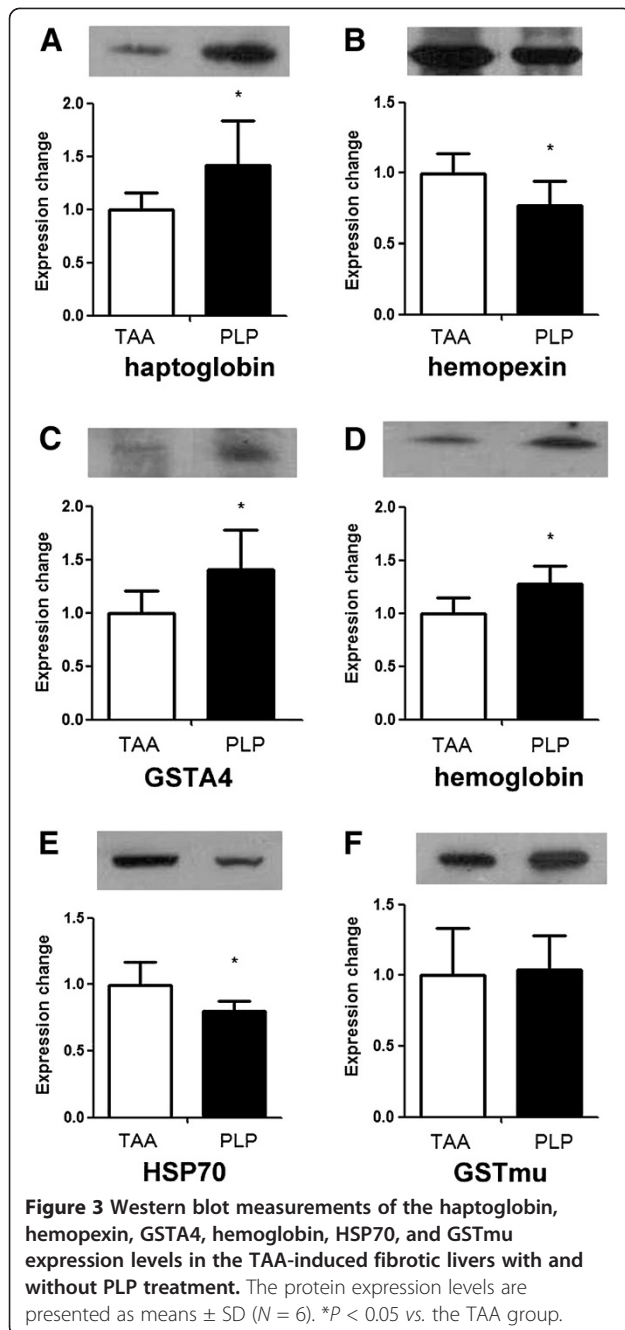 A
B
*
2.0
1.5
1.0
0.5
0.0
Expression change
TAA
PLP
haptoglobin
*
1.5
1.0
0.5
0.0
Expression change
TAA
PLP
hemopexin
C
D
*
2.0
1.5
1.0
0.5
0.0
Expression change
TAA
PLP
GSTA4
*
2.0
1.5
1.0
0.5
0.0
Expression change
TAA
PLP
hemoglobin
E
F
*
1.5
1.0
0.5
0.0
Expression change
TAA
PLP
HSP70
1.5
1.0
0.5
0.0
Expression change
TAA
PLP
GSTmu
Figure 3 Western blot measurements of the haptoglobin,
hemopexin, GSTA4, hemoglobin, HSP70, and GSTmu
expression levels in the TAA-induced fibrotic livers with and
without PLP treatment. The protein expression levels are
presented as means ± SD (N = 6). *P < 0.05 vs. the TAA group.